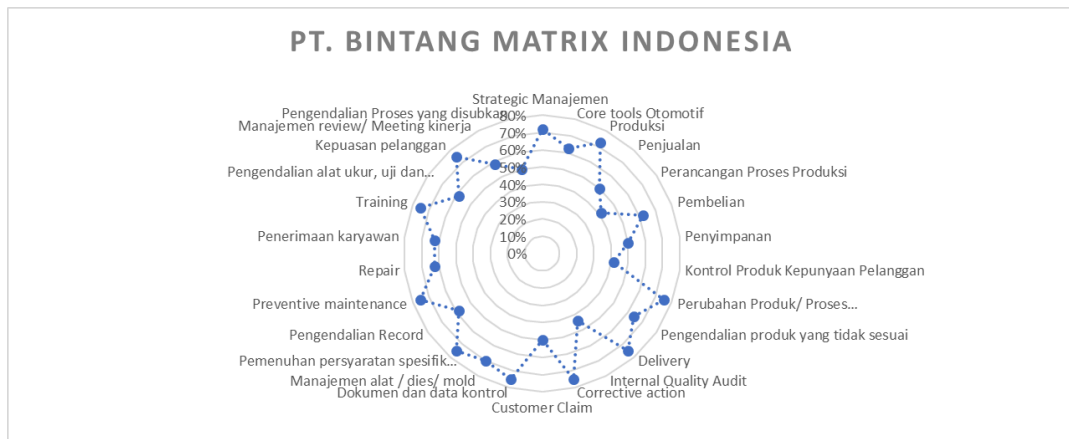 PT. BINTANG MATRIX INDONESIA
Strategic Manajemen
Core tools Otomotif
Produksi
Penjualan
Perancangan Proses Produksi
Pembelian
Penyimpanan
Kontrol Produk Kepunyaan Pelanggan
Perubahan Produk/ Proses...
Pengendalian produk yang tidak sesuai
Delivery
Internal Quality Audit
Corrective action
Customer Claim
Dokumen dan data kontrol
Manajemen alat / dies/ mold
Pemenuhan persyaratan spesifik...
Pengendalian Record
Preventive maintenance
Repair
Penerimaan karyawan
Training
Pengendalian alat ukur, uji dan...
Kepuasan pelanggan
Manajemen review/ Meeting kinerja
Pengendalian Proses yang disubkan
80%
70%
60%
50%
40%
30%
20%
10%
0%